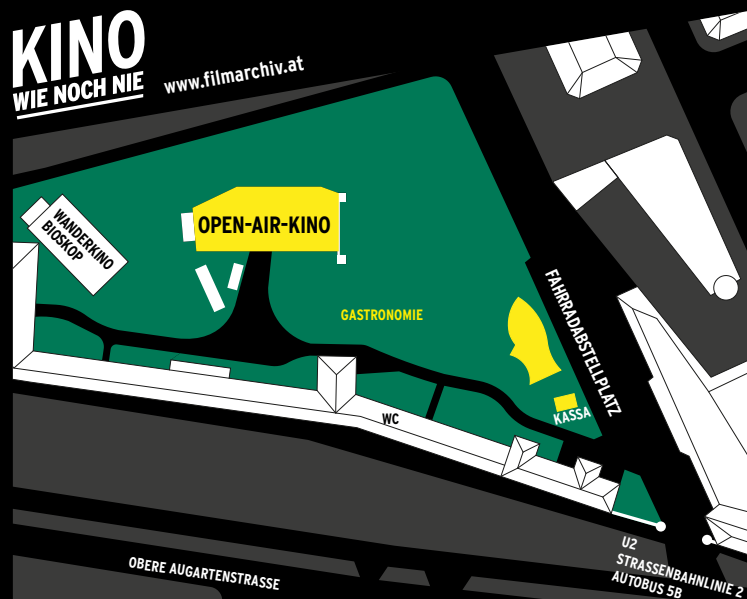 KINO
WIE NOCH NIE
www.filmarchiv.at
WANDERKINO
BIOSKOP
OPEN-AIR-KINO
GASTRONOMIE
FAHRRADABSTELLPLATZ
KASSA
WC
U2
STRASSENBAHNLINIE 2
AUTOBUS 5B
OBERE AUGARTENSTRASSE